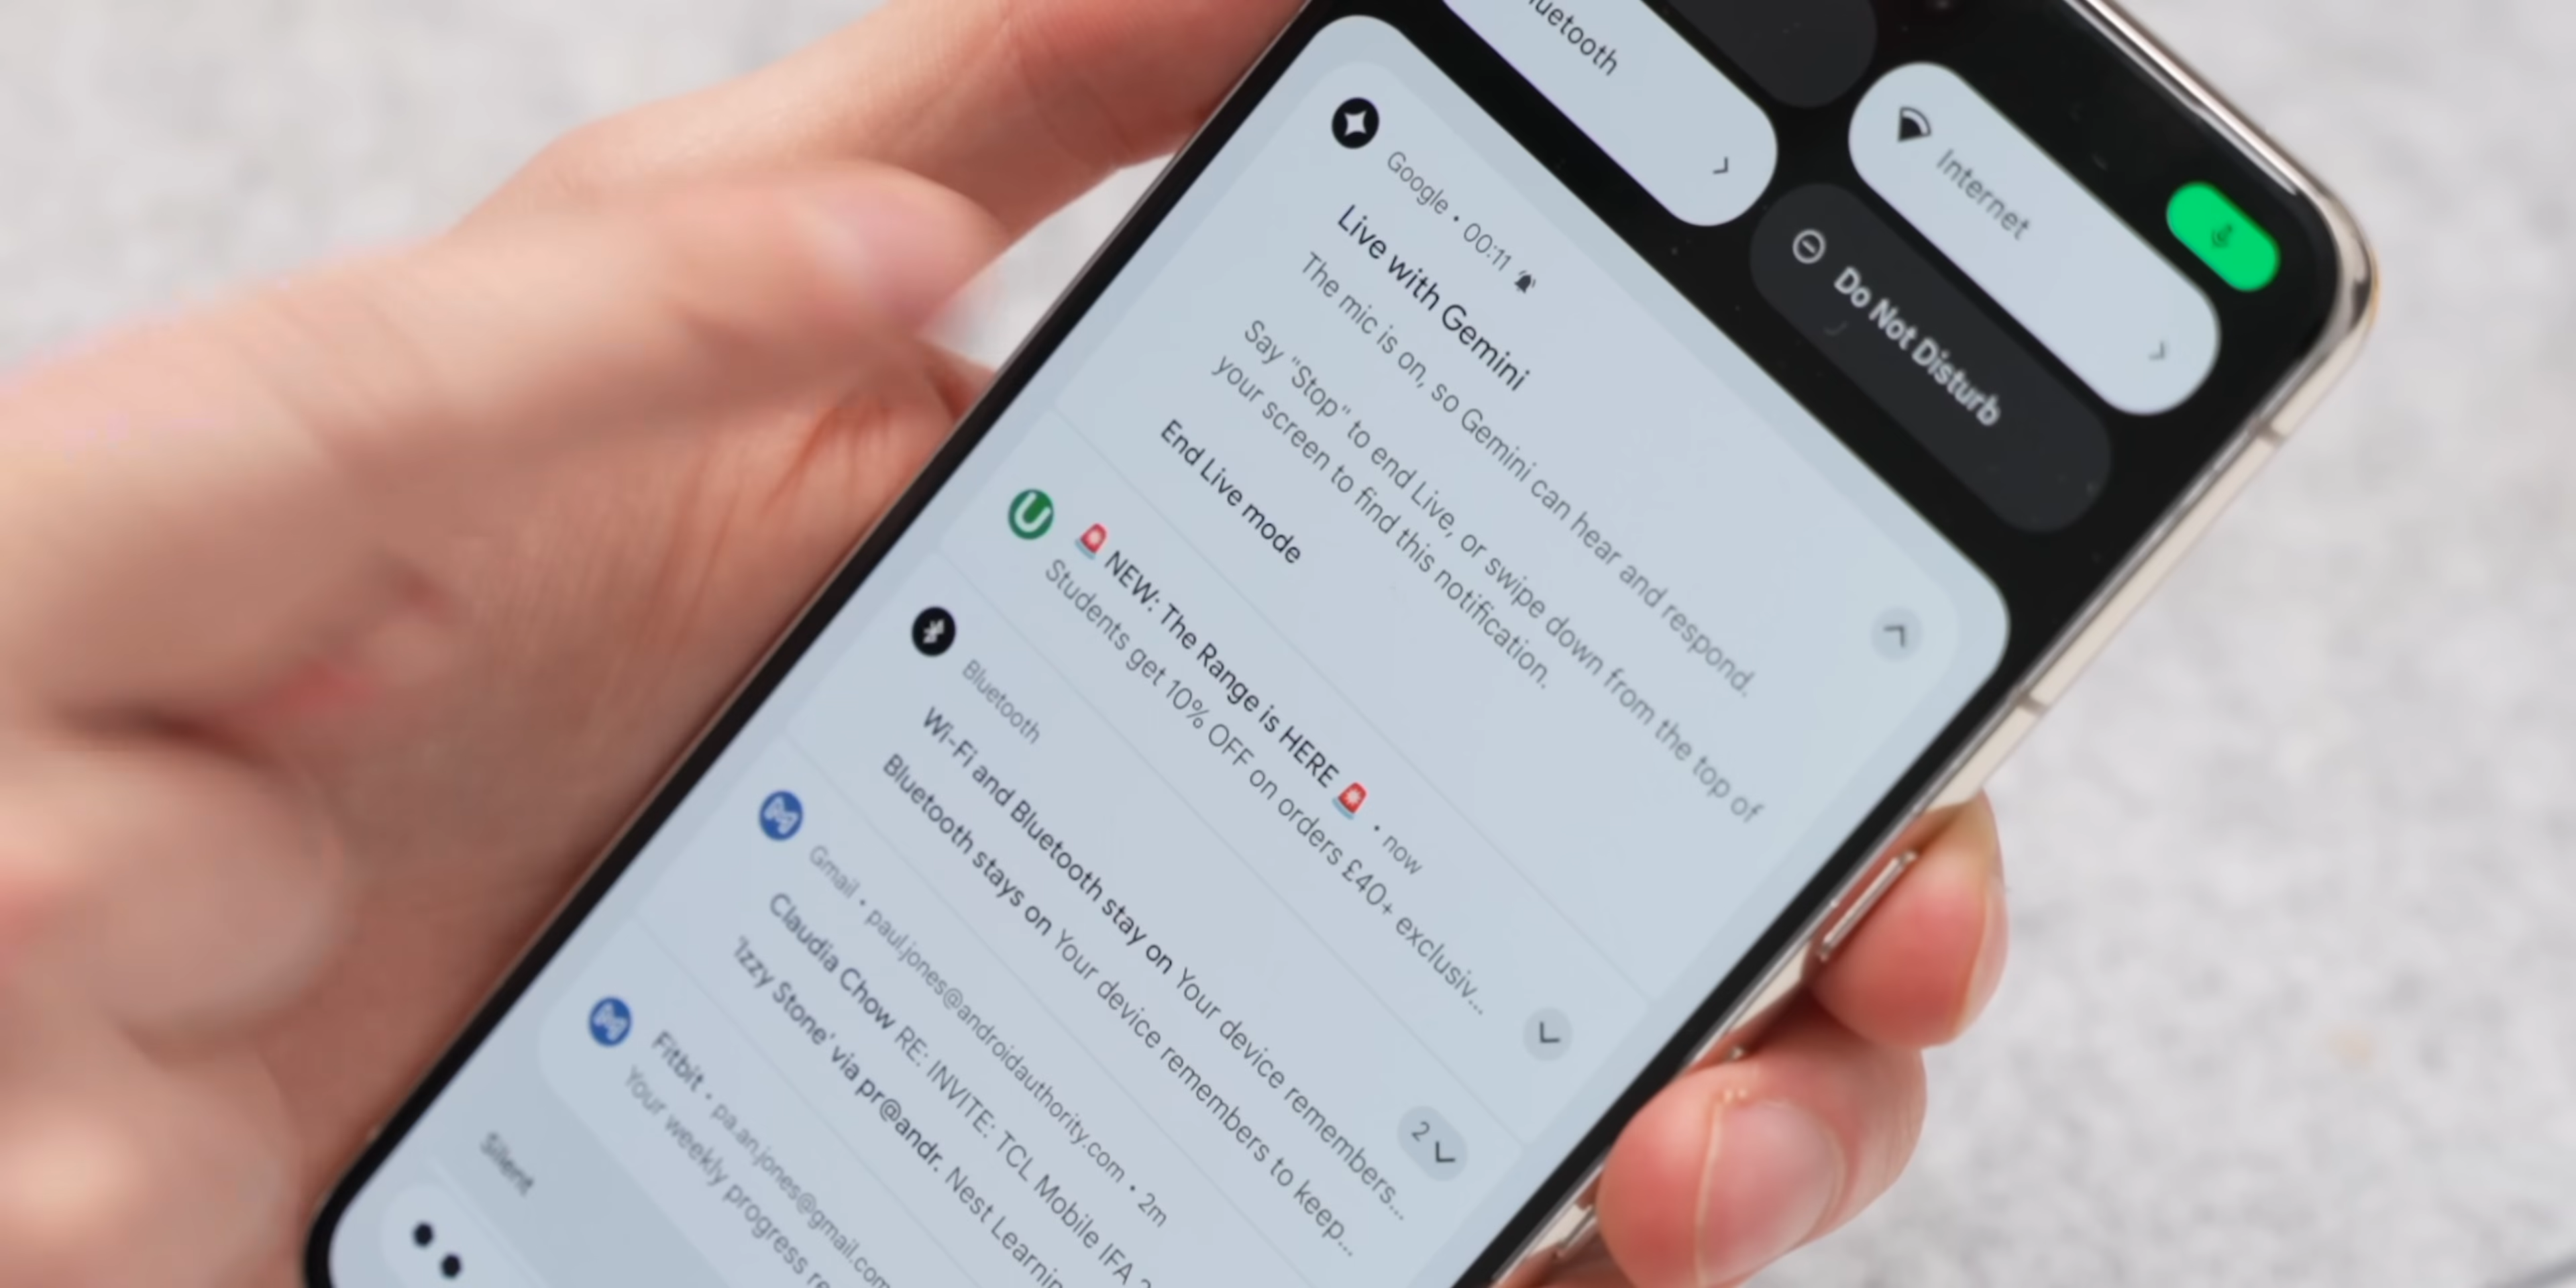 uetooth
Internet
Do Not Disturb
Google • 00:11
Live with Gemini
The mic is on, so Gemini can hear and respond.
Say "Stop" to end Live, or swipe down from the top of
your screen to find this notification.
End Live mode
🚨 NEW: The Range is HERE 🚨 • now
Students get 10% OFF on orders £40+ exclusiv...
Bluetooth
Wi-Fi and Bluetooth stay on Your device remembers...
Bluetooth stays on Your device remembers to keep...
2
Gmail • paul.jones@androidauthority.com • 2m
Claudia Chow RE: INVITE: TCL Mobile IFA 2
'Izzy Stone' via pr@andr. Nest Learnin
Fitbit • pa.an.jones@gmail.com
Your weekly progress re
Silent